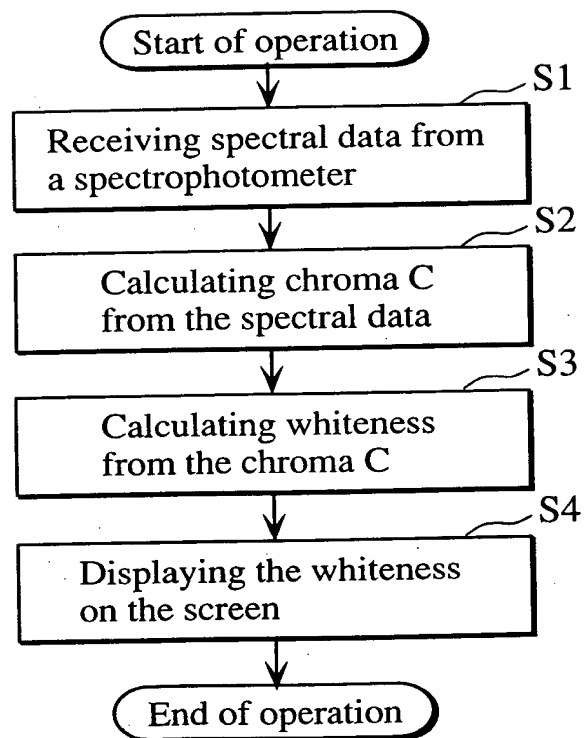 Start of operation
S1
Receiving spectral data from
a spectrophotometer
S2
Calculating chroma C
from the spectral data
S3
Calculating whiteness
from the chroma C
S4
Displaying the whiteness
on the screen
End of operation